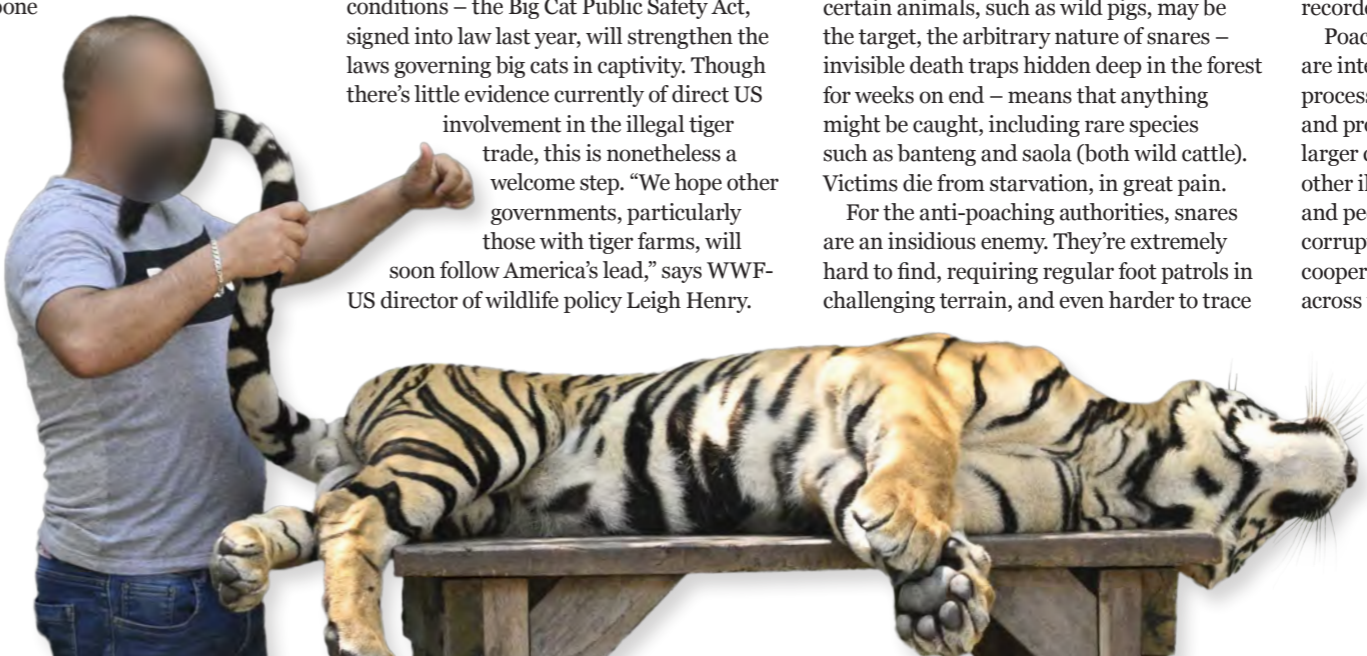 one
conditions – the Big Cat Public Safety Act,
signed into law last year, will strengthen the
laws governing big cats in captivity. Though
there’s little evidence currently of direct US
involvement in the illegal tiger
trade, this is nonetheless a
welcome step. “We hope other
governments, particularly
those with tiger farms, will
soon follow America’s lead,” says WWF-
US director of wildlife policy Leigh Henry.
certain animals, such as wild pigs, may be
the target, the arbitrary nature of snares –
invisible death traps hidden deep in the forest
for weeks on end – means that anything
might be caught, including rare species
such as banteng and saola (both wild cattle).
Victims die from starvation, in great pain.
For the anti-poaching authorities, snares
are an insidious enemy. They’re extremely
hard to find, requiring regular foot patrols in
challenging terrain, and even harder to trace
record
Poac
are inte
process
and pr
larger
other il
and pe
corrup
cooper
across